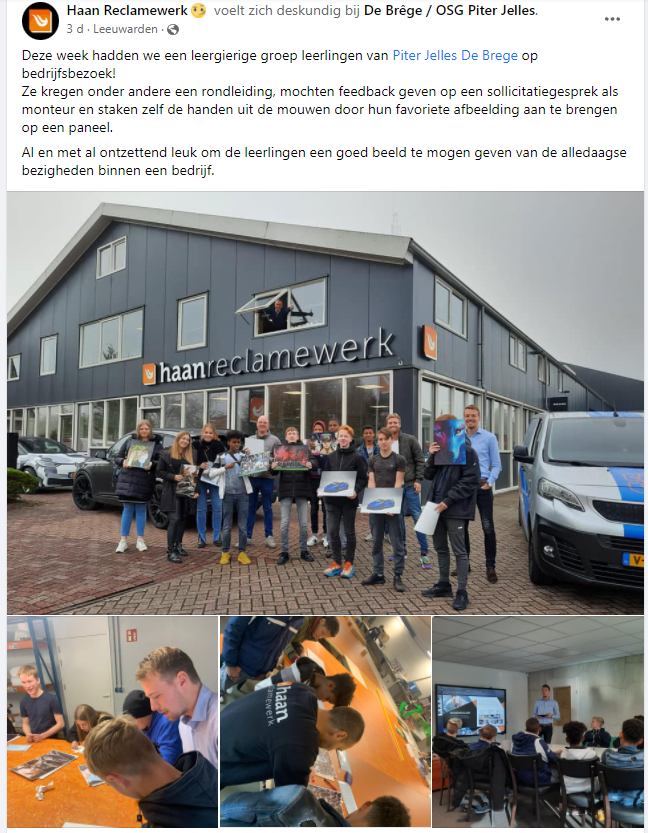 Haan Reclamewerk voelt zich deskundig bij De Brêge / OSG Piter Jelles.
3 d · Leeuwarden ·
Deze week hadden we een leergierige groep leerlingen van Piter Jelles De Brege op
bedrijfsbezoek!
Ze kregen onder andere een rondleiding, mochten feedback geven op een sollicitatiegesprek als
monteur en staken zelf de handen uit de mouwen door hun favoriete afbeelding aan te brengen
op een paneel.
Al en met al ontzettend leuk om de leerlingen een goed beeld te mogen geven van de alledaagse
bezigheden binnen een bedrijf.
haanreclamewerk
haan
reclamewerk